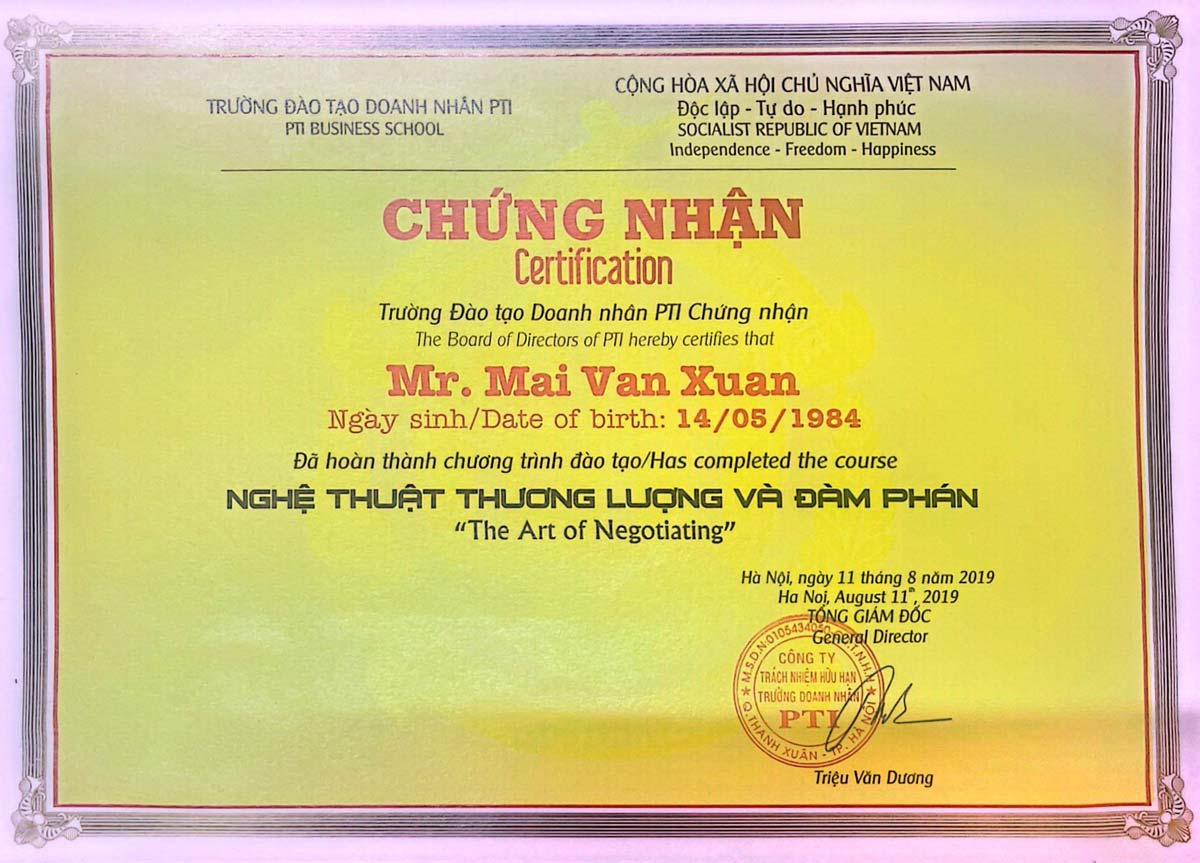 TRƯỜNG ĐÀO TẠO DOANH NHÂN PTI
PTI BUSINESS SCHOOL
CỘNG HÒA XÃ HỘI CHỦ NGHĨA VIỆT NAM
Độc lập - Tự do - Hạnh phúc
SOCIALIST REPUBLIC OF VIETNAM
Independence - Freedom - Happiness
CHỨNG NHẬN
Certification
Trường Đào tạo Doanh nhân PTI Chứng nhận
The Board of Directors of PTI hereby certifies that
Mr. Mai Van Xuan
Ngày sinh/Date of birth: 14/05/1984
Đã hoàn thành chương trình đào tạo/Has completed the course
NGHỆ THUẬT THƯƠNG LƯỢNG VÀ ĐÀM PHÁN
“The Art of Negotiating”
Hà Nội, ngày 11 tháng 8 năm 2019
Ha Noi, August 11th, 2019
TỔNG GIÁM ĐỐC
General Director
M.S.D.N:0105434050-C.T.T.N.H.H
CÔNG TY
TRÁCH NHIỆM HỮU HẠN
TRƯỜNG DOANH NHÂN
PTI
Q.THANH XUÂN - TP. HÀ NỘI
Triệu Văn Dương